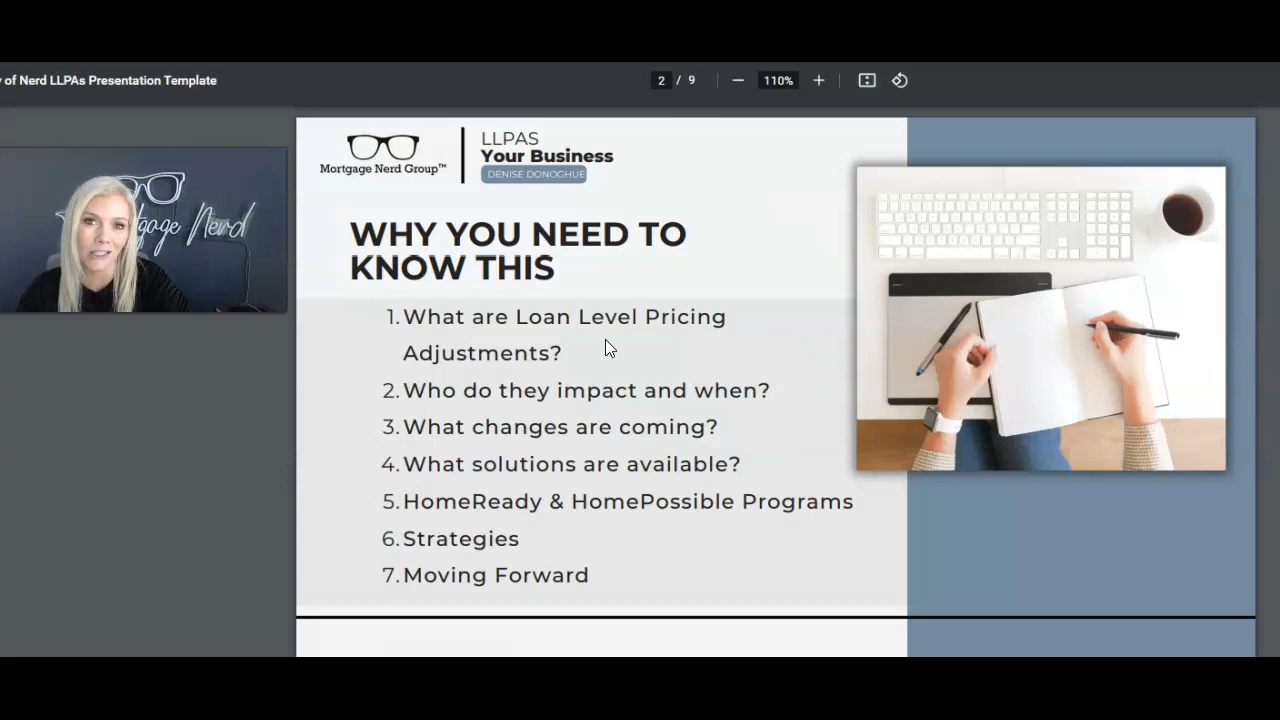 y of Nerd LLPAs Presentation Template
2 / 9
110%
Mortgage Nerd Group™
LLPAS
Your Business
DENISE DONOGHUE
Mortgage Nerd
WHY YOU NEED TO
KNOW THIS
1. What are Loan Level Pricing
Adjustments?
2. Who do they impact and when?
3. What changes are coming?
4. What solutions are available?
5. HomeReady & HomePossible Programs
6. Strategies
7. Moving Forward